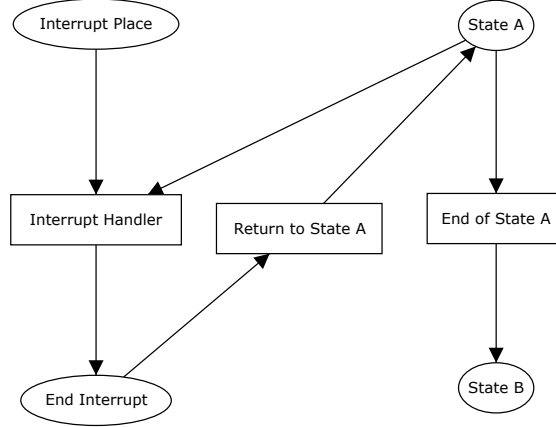 Interrupt Place
State A
Interrupt Handler
Return to State A
End of State A
End Interrupt
State B